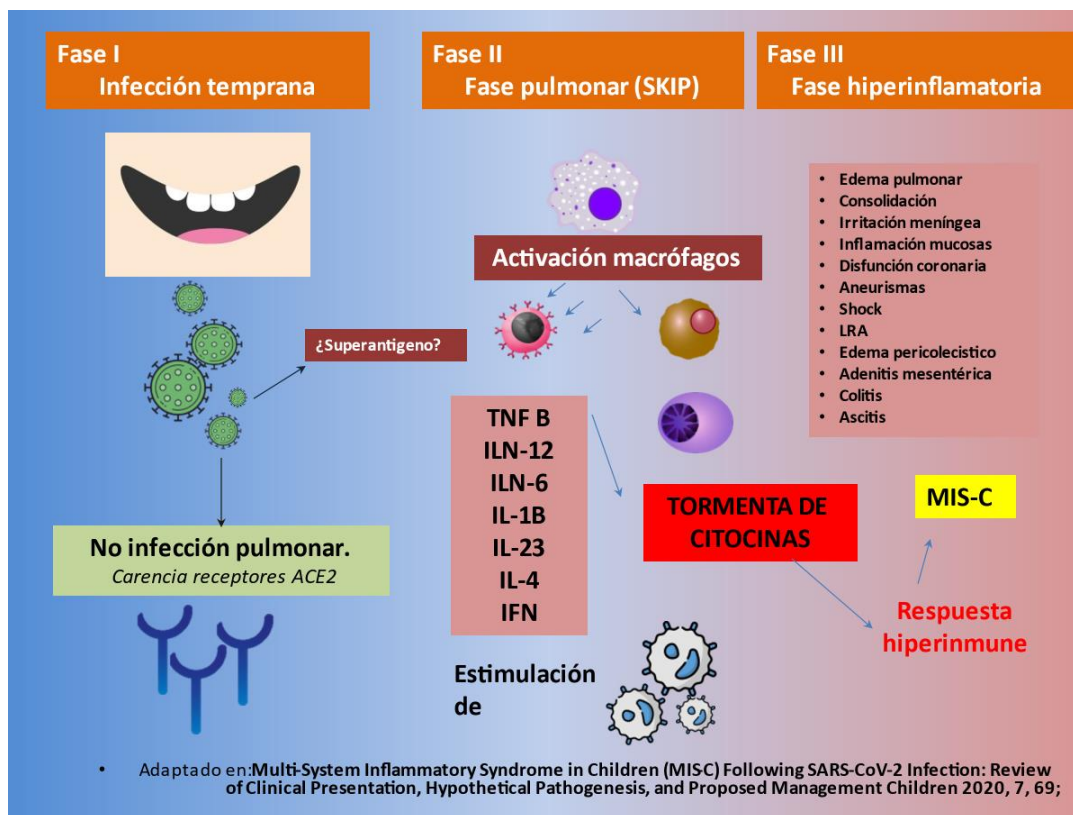 Fase I
Infección temprana
Fase II
Fase pulmonar (SKIP)
Fase III
Fase hiperinflamatoria
¿Superantigeno?
No infección pulmonar.
Carencia receptores ACE2
Activación macrófagos
TNF B
ILN-12
ILN-6
IL-1B
IL-23
IL-4
IFN
Estimulación
de
TORMENTA DE
CITOCINAS
• Edema pulmonar
• Consolidación
• Irritación meníngea
• Inflamación mucosas
• Disfunción coronaria
• Aneurismas
• Shock
• LRA
• Edema pericolecistico
• Adenitis mesentérica
• Colitis
• Ascitis
MIS-C
Respuesta
hiperinmune
• Adaptado en:Multi-System Inflammatory Syndrome in Children (MIS-C) Following SARS-CoV-2 Infection: Review
of Clinical Presentation, Hypothetical Pathogenesis, and Proposed Management Children 2020, 7, 69;